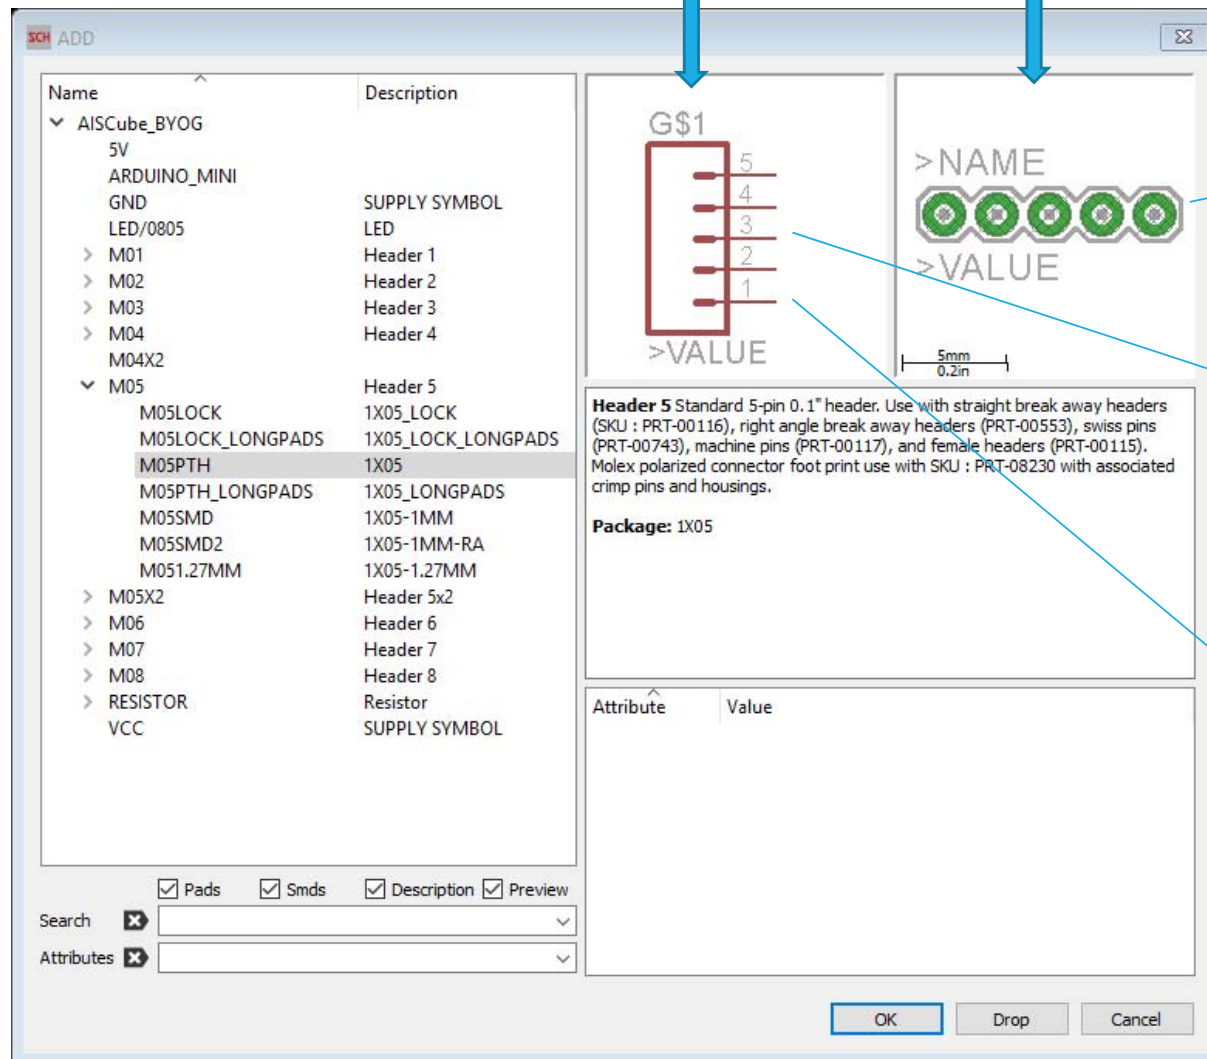 SCH ADD
Name Description
AISCube_BYOG
5V
ARDUINO_MINI
GND SUPPLY SYMBOL
LED/0805 LED
M01 Header 1
M02 Header 2
M03 Header 3
M04 Header 4
M04X2
M05 Header 5
M05LOCK 1X05_LOCK
M05LOCK_LONGPADS 1X05_LOCK_LONGPADS
M05PTH 1X05
M05PTH_LONGPADS 1X05_LONGPADS
M05SMD 1X05-1MM
M05SMD2 1X05-1MM-RA
M051.27MM 1X05-1.27MM
M05X2 Header 5x2
M06 Header 6
M07 Header 7
M08 Header 8
RESISTOR Resistor
VCC SUPPLY SYMBOL
Pads Smds Description Preview
Search
Attributes
G$1
5
4
3
2
1
>VALUE
>NAME
>VALUE
5mm
0.2in
Header 5 Standard 5-pin 0.1" header. Use with straight break away headers
(SKU : PRT-00116), right angle break away headers (PRT-00553), swiss pins
(PRT-00743), machine pins (PRT-00117), and female headers (PRT-00115).
Molex polarized connector foot print use with SKU : PRT-08230 with associated
crimp pins and housings.
Package: 1X05
Attribute Value
OK Drop Cancel